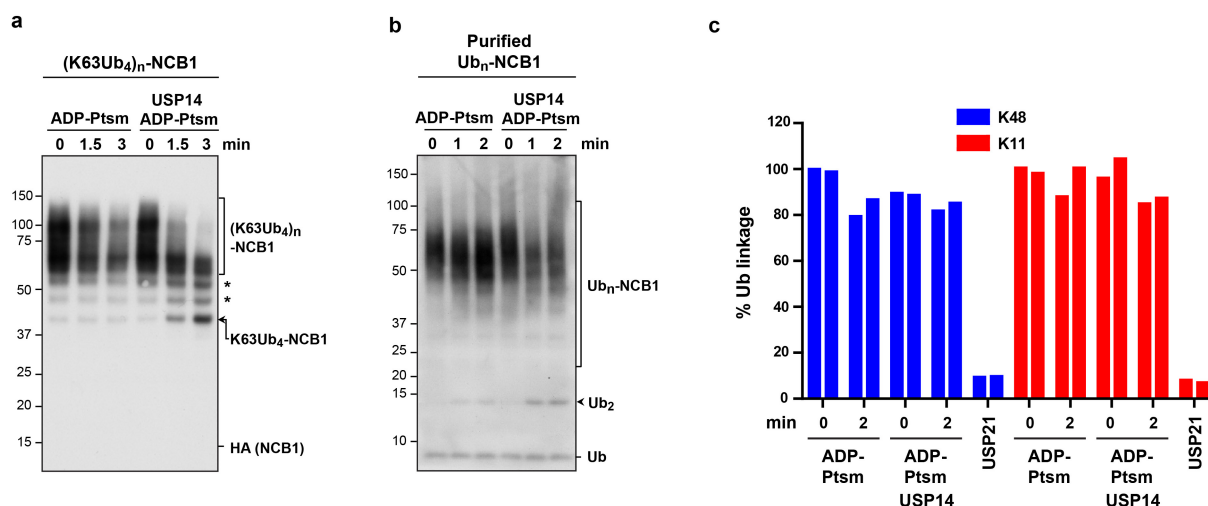 a
(K63Ub4)n-NCB1
USP14
ADP-Ptsm ADP-Ptsm
0 1.5 3 0 1.5 3 min
150
100
75
50
37
25
20
15
(K63Ub4)n
-NCB1
*
*
K63Ub4-NCB1
HA (NCB1)
b
Purified
Ubn-NCB1
USP14
ADP-Ptsm ADP-Ptsm
0 1 2 0 1 2 min
150
100
75
50
37
25
20
15
10
Ubn-NCB1
Ub2
Ub
c
K48
K11
% Ub linkage
120
100
80
60
40
20
0
min 0 2 0 2 USP21 0 2 0 2 USP21
ADP-
Ptsm
ADP-
Ptsm
USP14
ADP-
Ptsm
ADP-
Ptsm
USP14